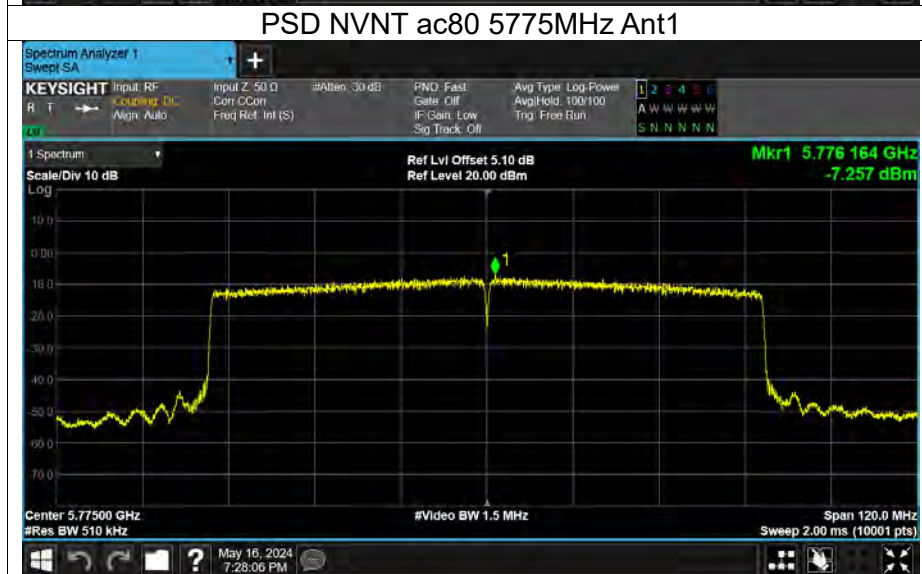 PSD NVNT ac80 5775MHz Ant1
Spectrum Analyzer 1
Swept SA
+
KEYSIGHT Input: RF Input Z: 50 Ω #Atten: 30 dB PNO: Fast Avg Type: Log-Power 1 2 3 4 5 6
R T Coupling: DC Corr CCorr Gate: Off Avg|Hold: 100/100 A W W W W W
Align: Auto Freq Ref: Int (S) IF Gain: Low Trig: Free Run
Sig Track: Off S N N N N N
1 Spectrum Ref Lvl Offset 5.10 dB Mkr1 5.776 164 GHz
Scale/Div 10 dB Ref Level 20.00 dBm -7.257 dBm
Log
10.0
0.00
1
-10.0
-20.0
-30.0
-40.0
-50.0
-60.0
-70.0
Center 5.77500 GHz #Video BW 1.5 MHz Span 120.0 MHz
#Res BW 510 kHz Sweep 2.00 ms (10001 pts)
? May 16, 2024
7:28:06 PM